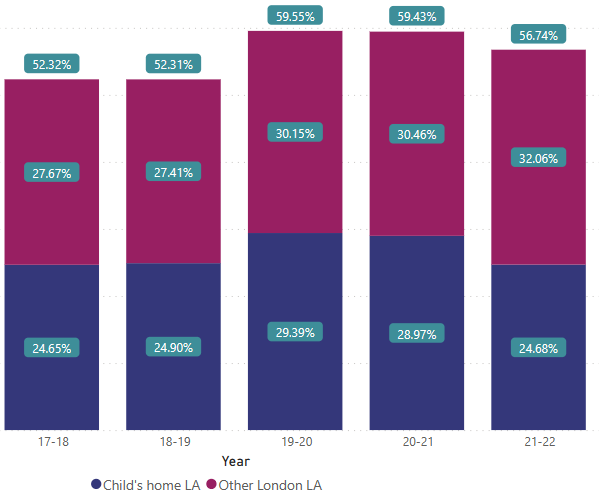 52.32% 52.31% 59.55% 59.43% 56.74%
27.67% 27.41% 30.15% 30.46% 32.06%
24.65% 24.90% 29.39% 28.97% 24.68%
17-18 18-19 19-20 20-21 21-22
Year
Child's home LA Other London LA